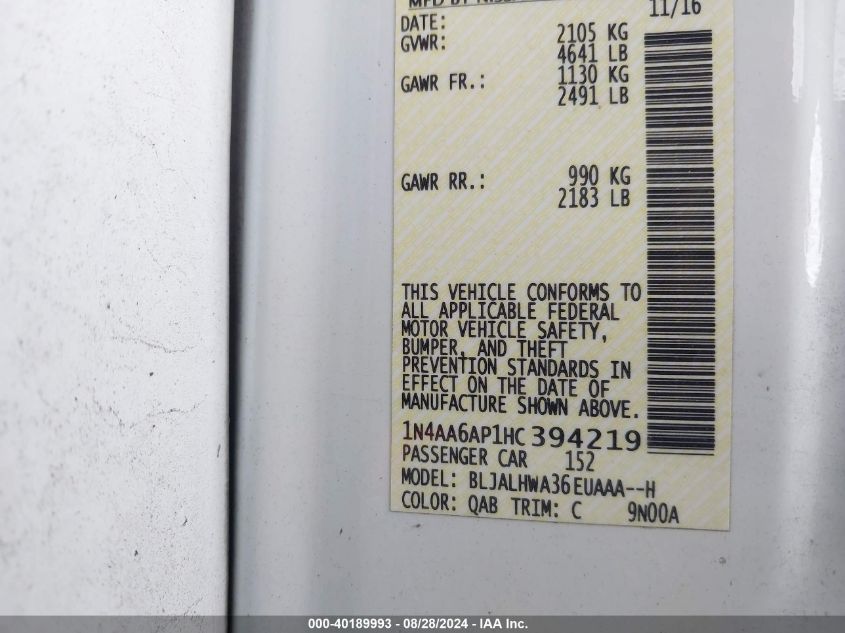 MFD BY
DATE: 11/16
GVWR: 2105 KG
4641 LB
GAWR FR.: 1130 KG
2491 LB
GAWR RR.: 990 KG
2183 LB
THIS VEHICLE CONFORMS TO
ALL APPLICABLE FEDERAL
MOTOR VEHICLE SAFETY,
BUMPER, AND THEFT
PREVENTION STANDARDS IN
EFFECT ON THE DATE OF
MANUFACTURE SHOWN ABOVE.
1N4AA6AP1HC394219
PASSENGER CAR 152
MODEL: BLJALHWA36EUAAA--H
COLOR: QAB TRIM: C 9N00A
000-40189993 - 08/28/2024 - IAA Inc.